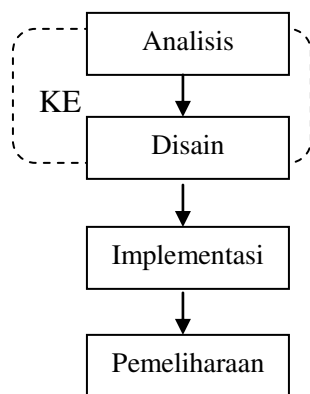 Analisis
KE
Disain
Implementasi
Pemeliharaan